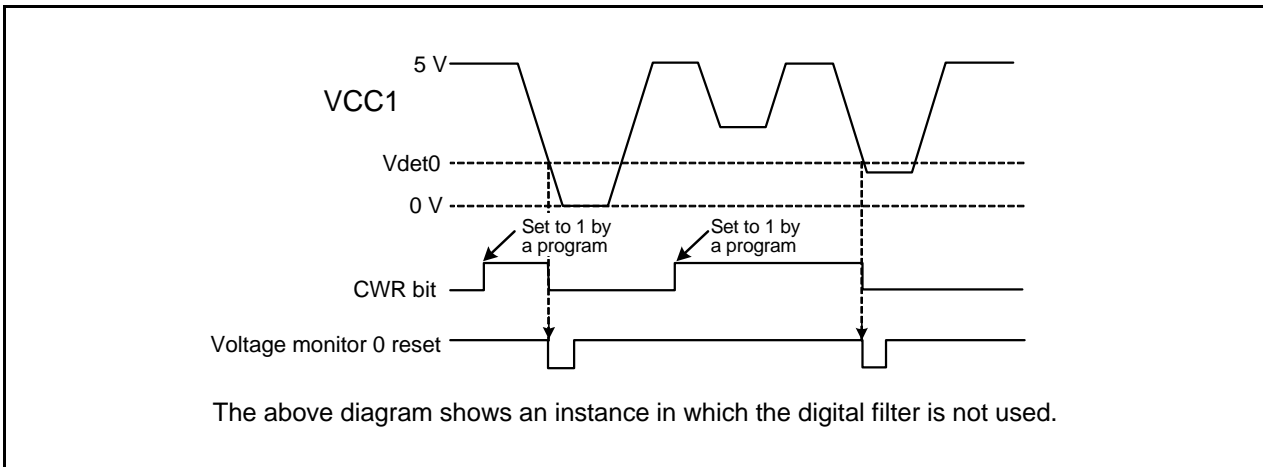 5 V
VCC1
Vdet0
0 V
Set to 1 by
a program
Set to 1 by
a program
CWR bit
Voltage monitor 0 reset
The above diagram shows an instance in which the digital filter is not used.